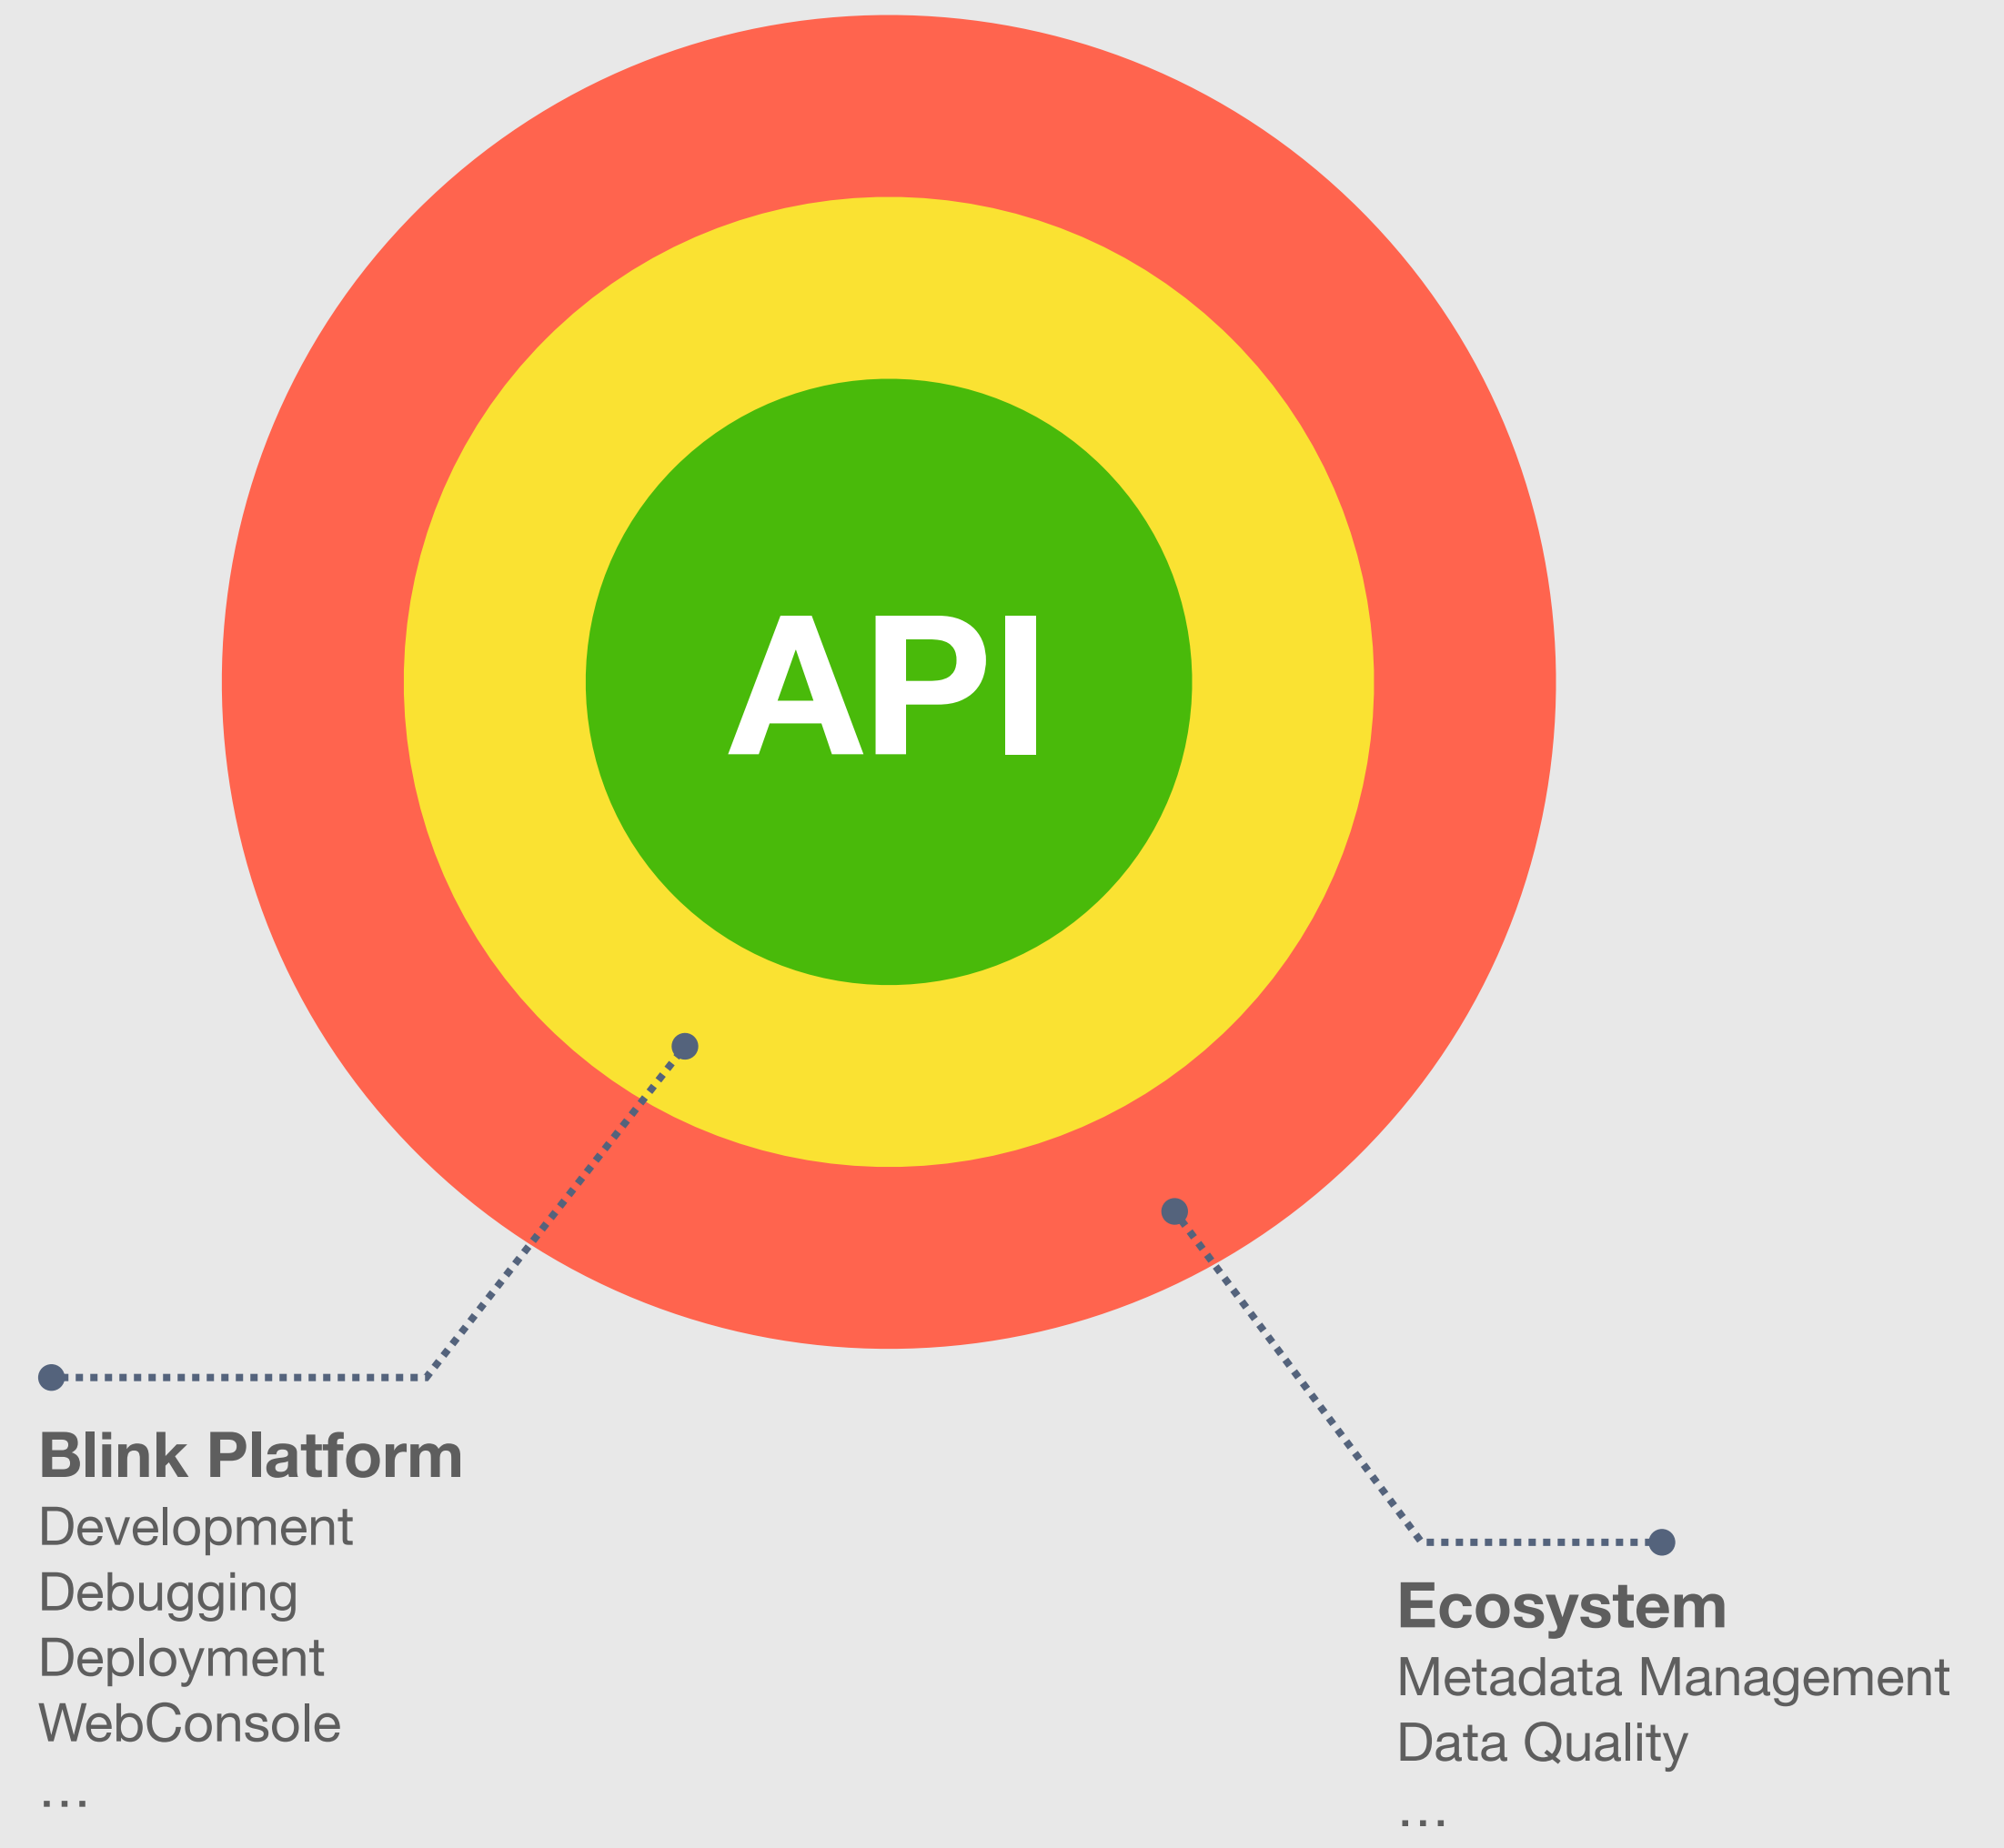 API
Blink Platform
Development
Debugging
Deployment
WebConsole
...
Ecosystem
Metadata Management
Data Quality
...